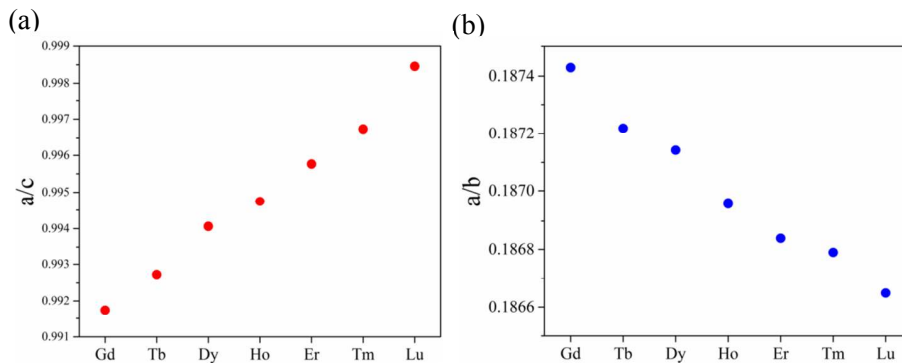 (a)
0.999
0.998
0.997
0.996
0.995
0.994
0.993
0.992
0.991
a/c
Gd Tb Dy Ho Er Tm Lu
(b)
0.1874
0.1872
0.1870
0.1868
0.1866
a/b
Gd Tb Dy Ho Er Tm Lu